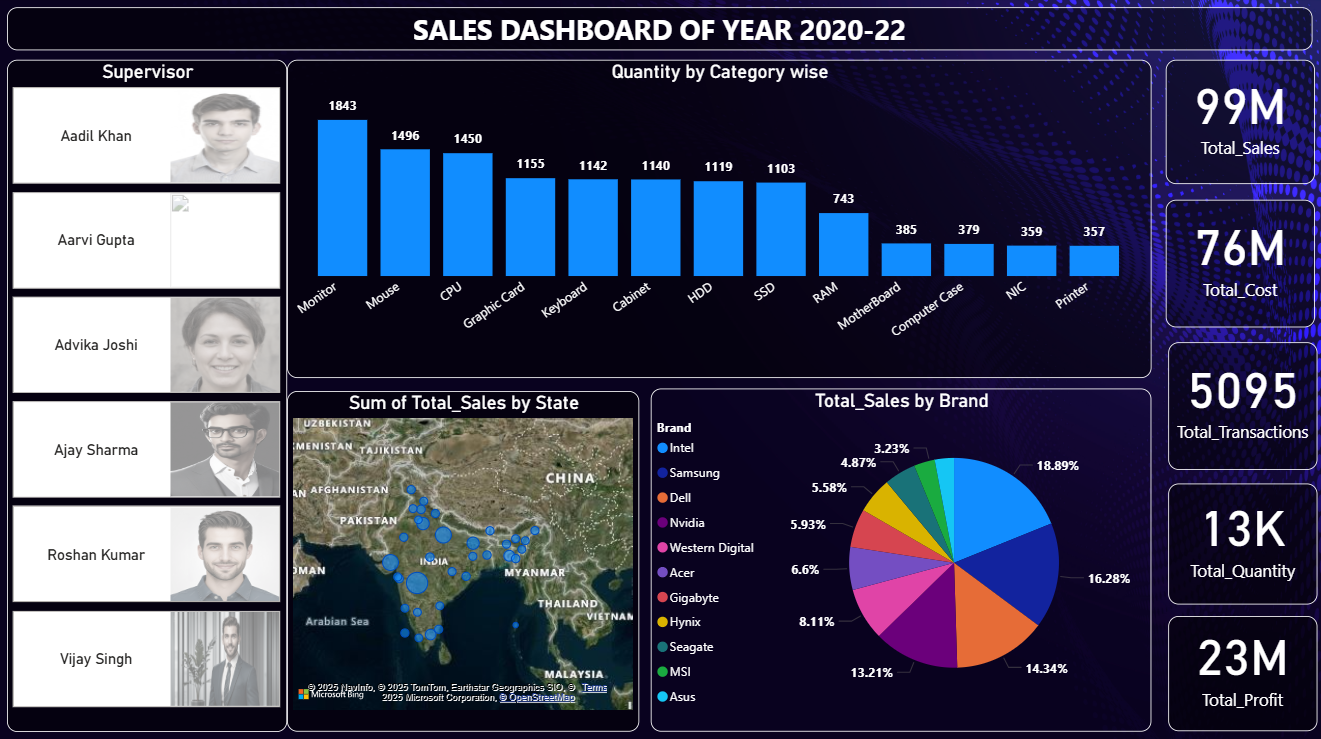 SALES DASHBOARD OF YEAR 2020-22
Supervisor
Aadil Khan
Aarvi Gupta
Advika Joshi
Ajay Sharma
Roshan Kumar
Vijay Singh
Quantity by Category wise
1843
1496
1450
1155
1142
1140
1119
1103
743
385
379
359
357
Monitor
Mouse
CPU
Graphic Card
Keyboard
Cabinet
HDD
SSD
RAM
MotherBoard
Computer Case
NIC
Printer
Sum of Total_Sales by State
UZBEKISTAN
MENISTAN
TAJIKISTAN
CHINA
AFGHANISTAN
PAKISTAN
INDIA
OMAN
MYANMAR
THAILAND
VIETNAM
Arabian Sea
MALAYSIA
© 2025 NavInfo, © 2025 TomTom, Earthstar Geographics SIO, © Terms
Microsoft Bing
2025 Microsoft Corporation, © OpenStreetMap
Total_Sales by Brand
Brand
Intel
Samsung
Dell
Nvidia
Western Digital
Acer
Gigabyte
Hynix
Seagate
MSI
Asus
18.89%
16.28%
14.34%
13.21%
8.11%
6.6%
5.93%
5.58%
4.87%
3.23%
99M
Total_Sales
76M
Total_Cost
5095
Total_Transactions
13K
Total_Quantity
23M
Total_Profit